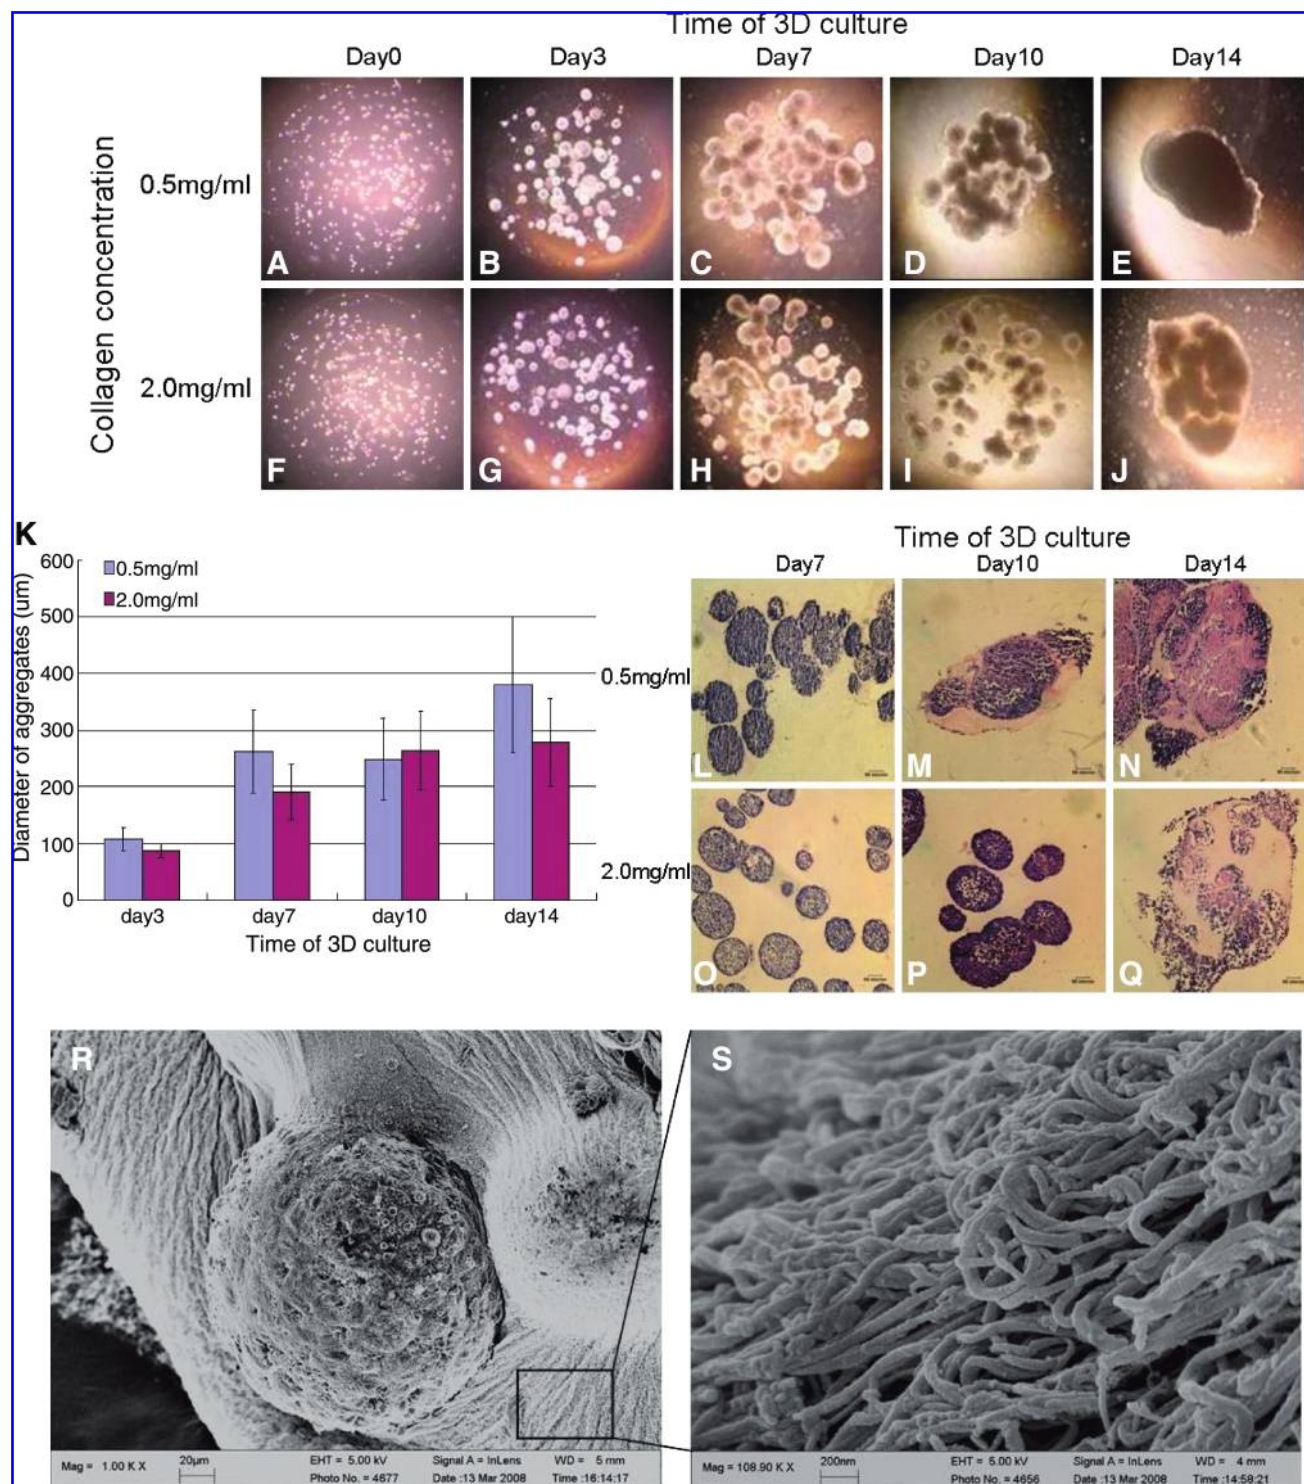 Time of 3D culture
Day0 Day3 Day7 Day10 Day14
Collagen concentration
0.5mg/ml
A B C D E
2.0mg/ml
F G H I J
K
Diameter of aggregates (um)
600
500
400
300
200
100
0
0.5mg/ml
2.0mg/ml
day3 day7 day10 day14
Time of 3D culture
Time of 3D culture
Day7 Day10 Day14
0.5mg/ml
L M N
2.0mg/ml
O P Q
R
Mag = 1.00 K X 20µm EHT = 5.00 kV Signal A = InLens WD = 5 mm
Photo No. = 4677 Date :13 Mar 2008 Time :16:14:17
S
Mag = 108.90 K X 200nm EHT = 5.00 kV Signal A = InLens WD = 4 mm
Photo No. = 4656 Date :13 Mar 2008 Time :14:58:2